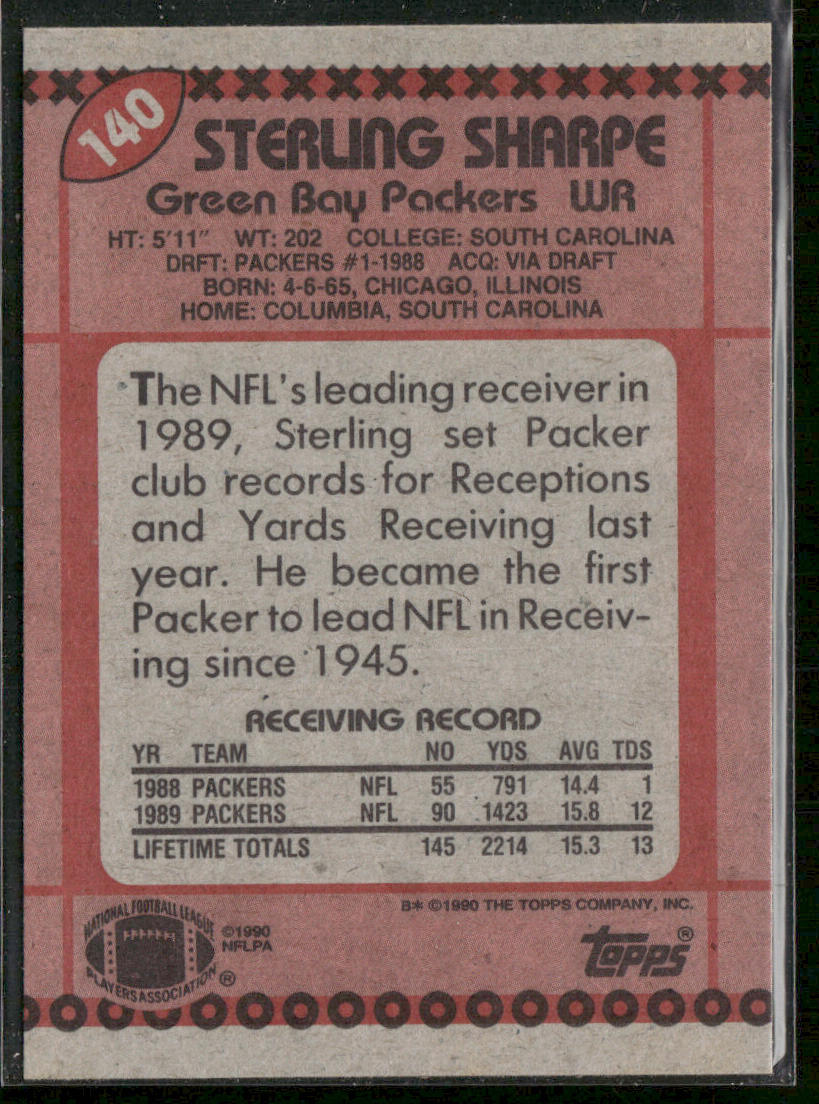 140
STERLING SHARPE
Green Bay Packers WR
HT: 5'11" WT: 202 COLLEGE: SOUTH CAROLINA
DRFT: PACKERS #1-1988 ACQ: VIA DRAFT
BORN: 4-6-65, CHICAGO, ILLINOIS
HOME: COLUMBIA, SOUTH CAROLINA
The NFL's leading receiver in
1989, Sterling set Packer
club records for Receptions
and Yards Receiving last
year. He became the first
Packer to lead NFL in Receiv-
ing since 1945.
RECEIVING RECORD
YR TEAM NO YDS AVG TDS
1988 PACKERS NFL 55 791 14.4 1
1989 PACKERS NFL 90 1423 15.8 12
LIFETIME TOTALS 145 2214 15.3 13
B* ©1990 THE TOPPS COMPANY, INC.
NATIONAL FOOTBALL LEAGUE
PLAYERS ASSOCIATION ®
©1990
NFLPA
Topps®